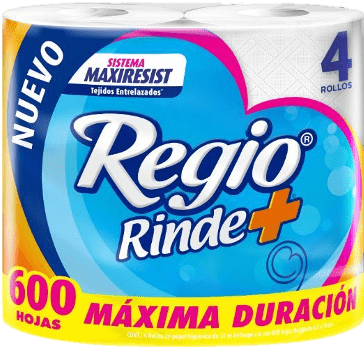 NUEVO
SISTEMA
MAXIRESIST
Tejidos Entrelazados*
4
ROLLOS
Regio®
Rinde+
600
HOJAS
MÁXIMA DURACIÓN